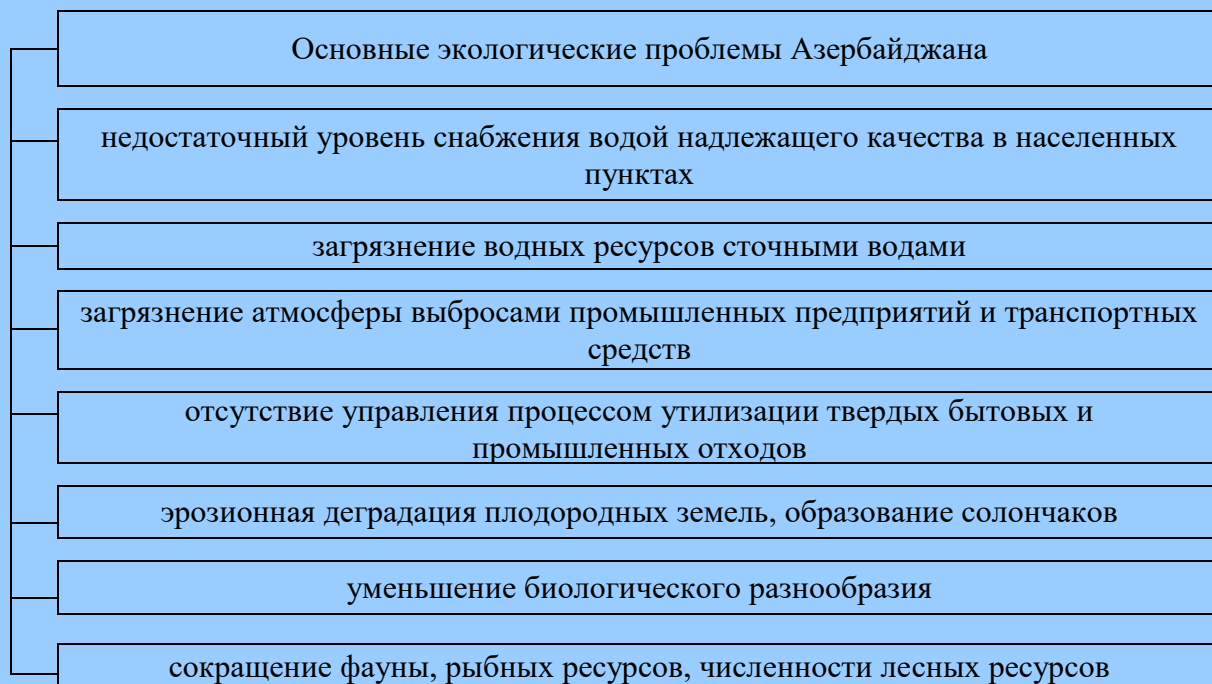 Основные экологические проблемы Азербайджана
недостаточный уровень снабжения водой надлежащего качества в населенных
пунктах
загрязнение водных ресурсов сточными водами
загрязнение атмосферы выбросами промышленных предприятий и транспортных
средств
отсутствие управления процессом утилизации твердых бытовых и
промышленных отходов
эрозионная деградация плодородных земель, образование солончаков
уменьшение биологического разнообразия
сокращение фауны, рыбных ресурсов, численности лесных ресурсов